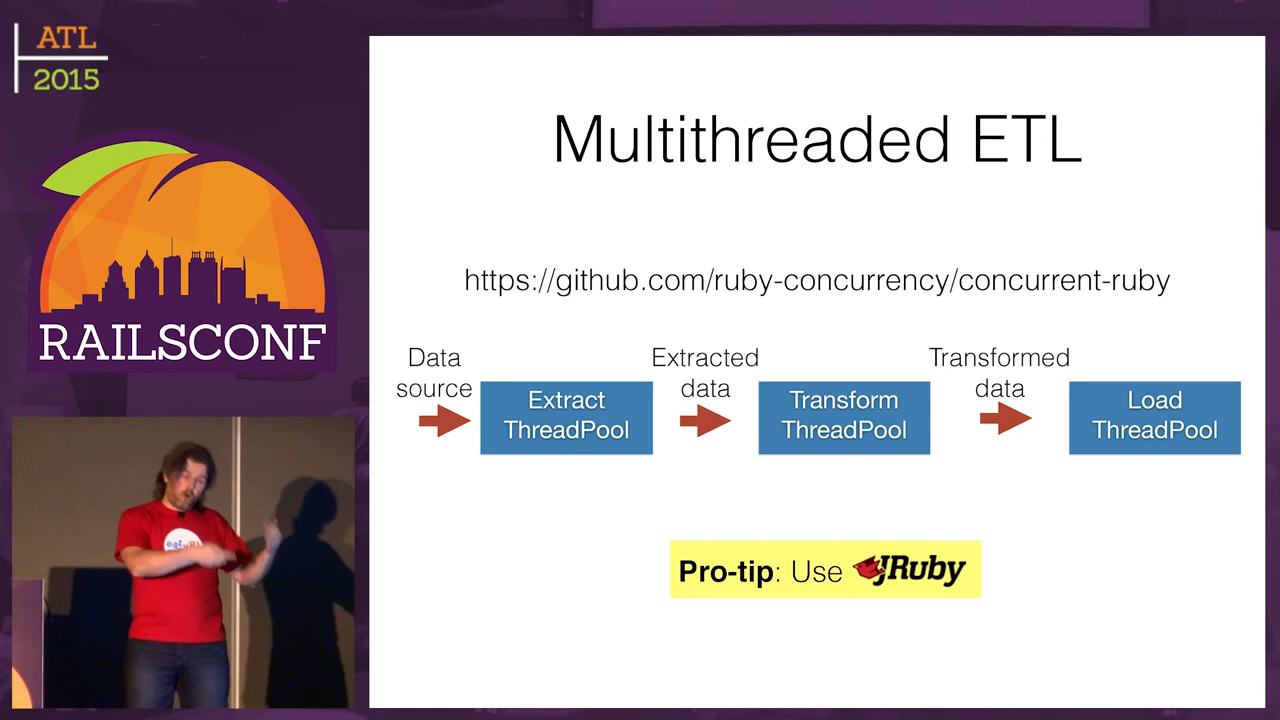 ATL
2015
RAILSCONF
Multithreaded ETL
https://github.com/ruby-concurrency/concurrent-ruby
Data
source
Extract
ThreadPool
Extracted
data
Transform
ThreadPool
Transformed
data
Load
ThreadPool
Pro-tip: Use JRuby